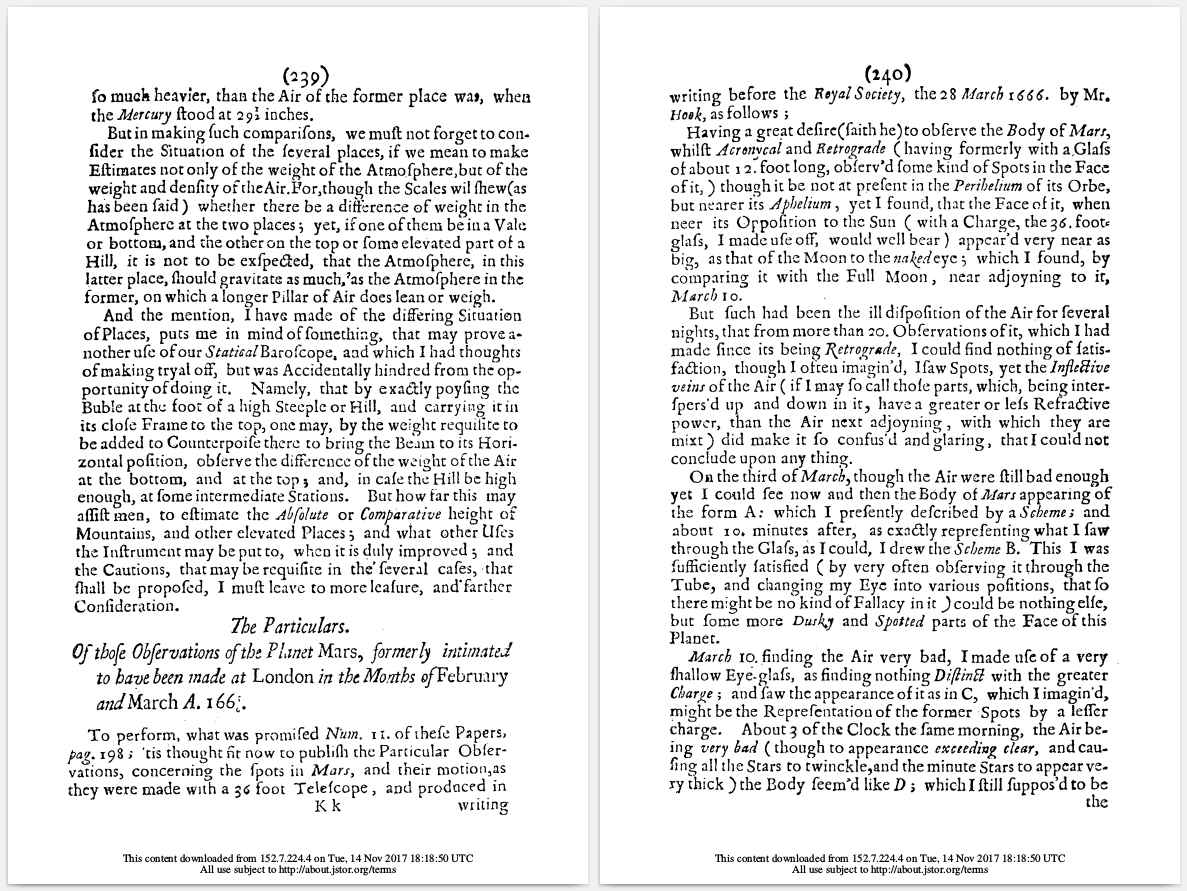 (239)
ſo much heavier, than the Air of the former place was, when
the Mercury ſtood at 29½ inches.
But in making ſuch compariſons, we muſt not forget to con-
ſider the Situation of the ſeveral places, if we mean to make
Eſtimates not only of the weight of the Atmoſphere, but of the
weight and denſity of the Air. For, though the Scales wil ſhew (as
has been ſaid) whether there be a difference of weight in the
Atmoſphere at the two places; yet, if one of them be in a Vale
or bottom, and the other on the top or ſome elevated part of a
Hill, it is not to be exſpected, that the Atmoſphere, in this
latter place, ſhould gravitate as much, as the Atmoſphere in the
former, on which a longer Pillar of Air does lean or weigh.
And the mention, I have made of the differing Situation
of Places, puts me in mind of ſomething, that may prove a-
nother uſe of our Statical Baroſcope, and which I had thoughts
of making tryal off, but was Accidentally hindred from the op-
portunity of doing it. Namely, that by exactly poyſing the
Buble at the foot of a high Steeple or Hill, and carrying it in
its cloſe Frame to the top, one may, by the weight requiſite to
be added to Counterpoiſe there to bring the Beam to its Hori-
zontal poſition, obſerve the difference of the weight of the Air
at the bottom, and at the top; and, in caſe the Hill be high
enough, at ſome intermediate Stations. But how far this may
aſſiſt men, to eſtimate the Abſolute or Comparative height of
Mountains, and other elevated Places; and what other Uſes
the Inſtrument may be put to, when it is duly improved; and
the Cautions, that may be requiſite in the ſeveral caſes, that
ſhall be propoſed, I muſt leave to more leaſure, and farther
Conſideration.
The Particulars.
Of thoſe Obſervations of the Planet Mars, formerly intimated
to have been made at London in the Months of February
and March A. 166
To perform, what was promiſed Num. 11. of theſe Papers,
pag. 198; 'tis thought fit now to publiſh the Particular Obſer-
vations, concerning the ſpots in Mars, and their motion, as
they were made with a 36 foot Teleſcope, and produced in
K k writing
This content downloaded from 152.7.224.4 on Tue, 14 Nov 2017 18:18:50 UTC
All use subject to http://about.jstor.org/terms
(240)
writing before the Royal Society, the 28 March 1666. by Mr.
Hook, as follows;
Having a great deſire (ſaith he) to obſerve the Body of Mars,
whilſt Acronycal and Retrograde (having formerly with a Glaſs
of about 12. foot long, obſerv'd ſome kind of Spots in the Face
of it,) though it be not at preſent in the Perihelium of its Orbe,
but nearer its Aphelium, yet I found, that the Face of it, when
neer its Oppoſition to the Sun (with a Charge, the 36. foot-
glaſs, I made uſe off, would well bear) appear'd very near as
big, as that of the Moon to the naked eye; which I found, by
comparing it with the Full Moon, near adjoyning to it,
March 10.
But ſuch had been the ill diſpoſition of the Air for ſeveral
nights, that from more than 20. Obſervations of it, which I had
made ſince its being Retrograde, I could find nothing of ſatis-
faction, though I often imagin'd, I ſaw Spots, yet the Inflective
veins of the Air (if I may ſo call thoſe parts, which, being inter-
ſpers'd up and down in it, have a greater or leſs Refractive
power, than the Air next adjoyning, with which they are
mixt) did make it ſo confus'd and glaring, that I could not
conclude upon any thing.
On the third of March, though the Air were ſtill bad enough
yet I could ſee now and then the Body of Mars appearing of
the form A: which I preſently deſcribed by a Scheme; and
about 10. minutes after, as exactly repreſenting what I ſaw
through the Glaſs, as I could, I drew the Scheme B. This I was
ſufficiently ſatisfied (by very often obſerving it through the
Tube, and changing my Eye into various poſitions, that ſo
there might be no kind of Fallacy in it) could be nothing elſe,
but ſome more Dusky and Spotted parts of the Face of this
Planet.
March 10. finding the Air very bad, I made uſe of a very
ſhallow Eye-glaſs, as finding nothing Diſtinct with the greater
Charge; and ſaw the appearance of it as in C, which I imagin'd,
might be the Repreſentation of the former Spots by a leſſer
charge. About 3 of the Clock the ſame morning, the Air be-
ing very bad (though to appearance exceeding clear, and cau-
ſing all the Stars to twinckle, and the minute Stars to appear ve-
ry thick) the Body ſeem'd like D; which I ſtill ſuppos'd to be
the
This content downloaded from 152.7.224.4 on Tue, 14 Nov 2017 18:18:50 UTC
All use subject to http://about.jstor.org/terms